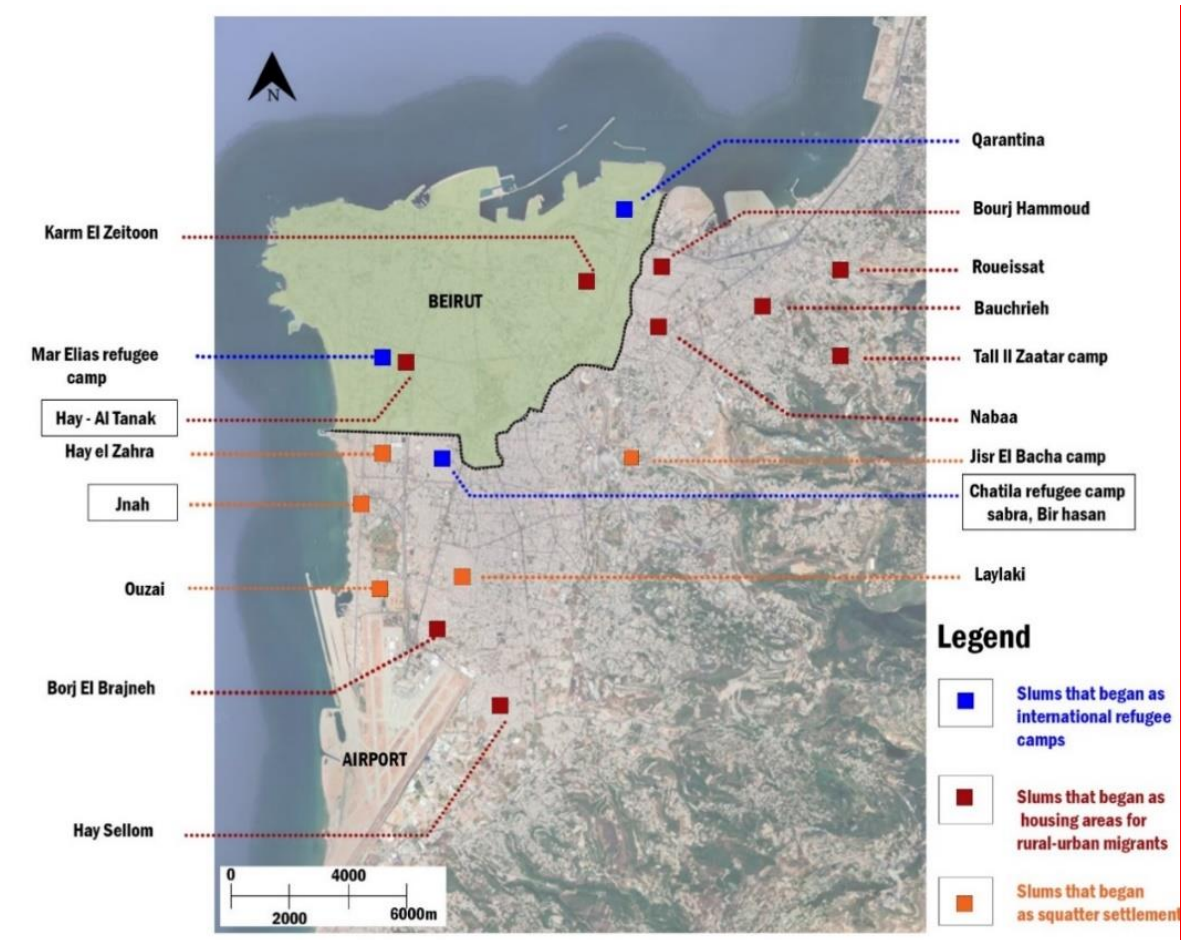 N
Qarantina
Bourj Hammoud
Karm El Zeitoon
Roueissat
BEIRUT
Bauchrieh
Mar Elias refugee
camp
Tall Il Zaatar camp
Hay - Al Tanak
Nabaa
Hay el Zahra
Jisr El Bacha camp
Jnah
Chatila refugee camp
sabra, Bir hasan
Ouzai
Laylaki
Borj El Brajneh
AIRPORT
Hay Sellom
Legend
Slums that began as
international refugee
camps
Slums that began as
housing areas for
rural-urban migrants
Slums that began
as squatter settlement
0 4000
2000 6000m